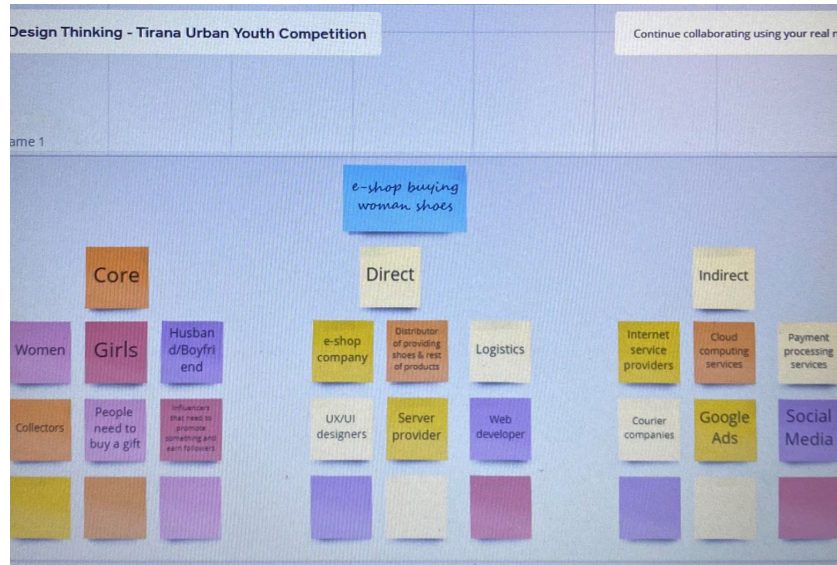 Design Thinking - Tirana Urban Youth Competition
Continue collaborating using your real
ame 1
e-shop buying
woman shoes
Core
Direct
Indirect
Women
Girls
Husban
d/Boyfri
end
e-shop
company
Distributor
of providing
shoes & rest
of products
Logistics
Internet
service
providers
Cloud
computing
services
Payment
processing
services
Collectors
People
need to
buy a gift
Influencers
that need to
promote
something and
earn followers
UX/UI
designers
Server
provider
Web
developer
Courier
companies
Google
Ads
Social
Media